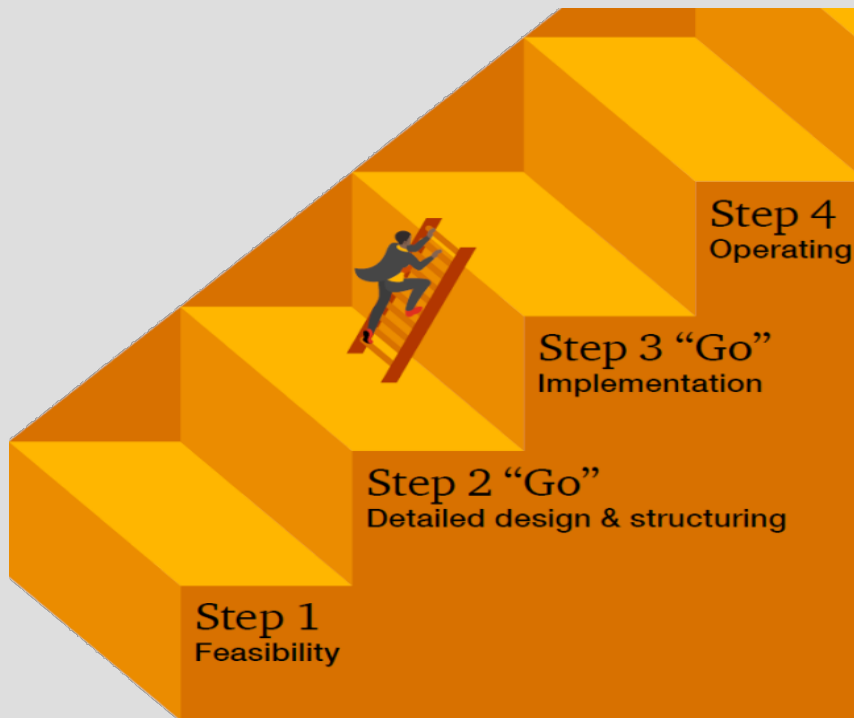 Step 4
Operating
Step 3 “Go”
Implementation
Step 2 “Go”
Detailed design & structuring
Step 1
Feasibility